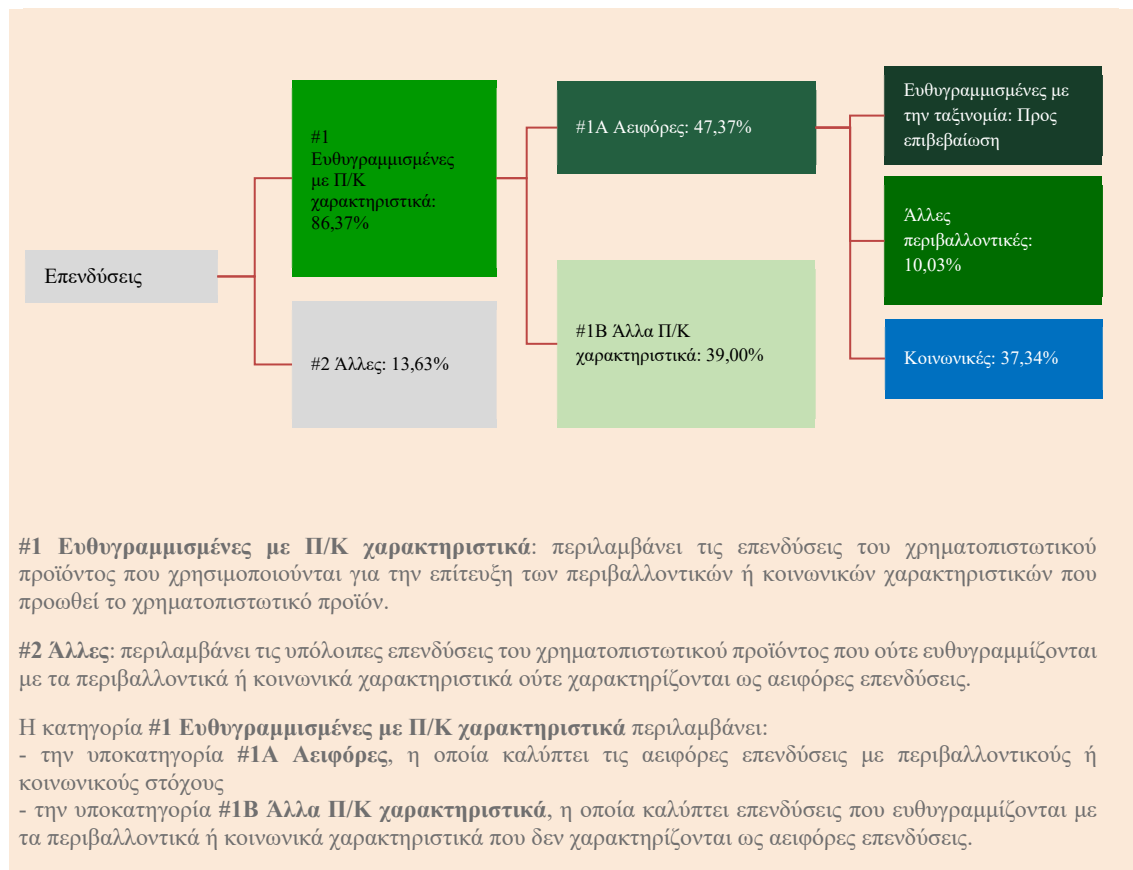 Επενδύσεις
#1
Ευθυγραμμισμένες
με Π/Κ
χαρακτηριστικά:
86,37%
#2 Άλλες: 13,63%
#1A Αειφόρες: 47,37%
#1B Άλλα Π/Κ
χαρακτηριστικά: 39,00%
Ευθυγραμμισμένες με
την ταξινομία: Προς
επιβεβαίωση
Άλλες
περιβαλλοντικές:
10,03%
Κοινωνικές: 37,34%
#1 Ευθυγραμμισμένες με Π/Κ χαρακτηριστικά: περιλαμβάνει τις επενδύσεις του χρηματοπιστωτικού
προϊόντος που χρησιμοποιούνται για την επίτευξη των περιβαλλοντικών ή κοινωνικών χαρακτηριστικών που
προωθεί το χρηματοπιστωτικό προϊόν.
#2 Άλλες: περιλαμβάνει τις υπόλοιπες επενδύσεις του χρηματοπιστωτικού προϊόντος που ούτε ευθυγραμμίζονται
με τα περιβαλλοντικά ή κοινωνικά χαρακτηριστικά ούτε χαρακτηρίζονται ως αειφόρες επενδύσεις.
Η κατηγορία #1 Ευθυγραμμισμένες με Π/Κ χαρακτηριστικά περιλαμβάνει:
- την υποκατηγορία #1A Αειφόρες, η οποία καλύπτει τις αειφόρες επενδύσεις με περιβαλλοντικούς ή
κοινωνικούς στόχους
- την υποκατηγορία #1B Άλλα Π/Κ χαρακτηριστικά, η οποία καλύπτει επενδύσεις που ευθυγραμμίζονται με
τα περιβαλλοντικά ή κοινωνικά χαρακτηριστικά που δεν χαρακτηρίζονται ως αειφόρες επενδύσεις.